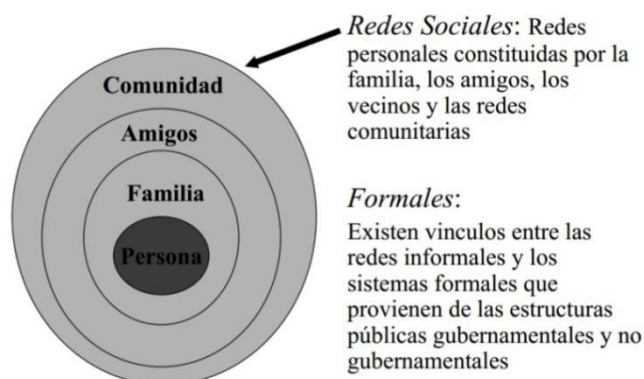 Comunidad
Amigos
Familia
Persona
Redes Sociales: Redes
personales constituidas por la
familia, los amigos, los
vecinos y las redes
comunitarias
Formales:
Existen vinculos entre las
redes informales y los
sistemas formales que
provienen de las estructuras
públicas gubernamentales y no
gubernamentales